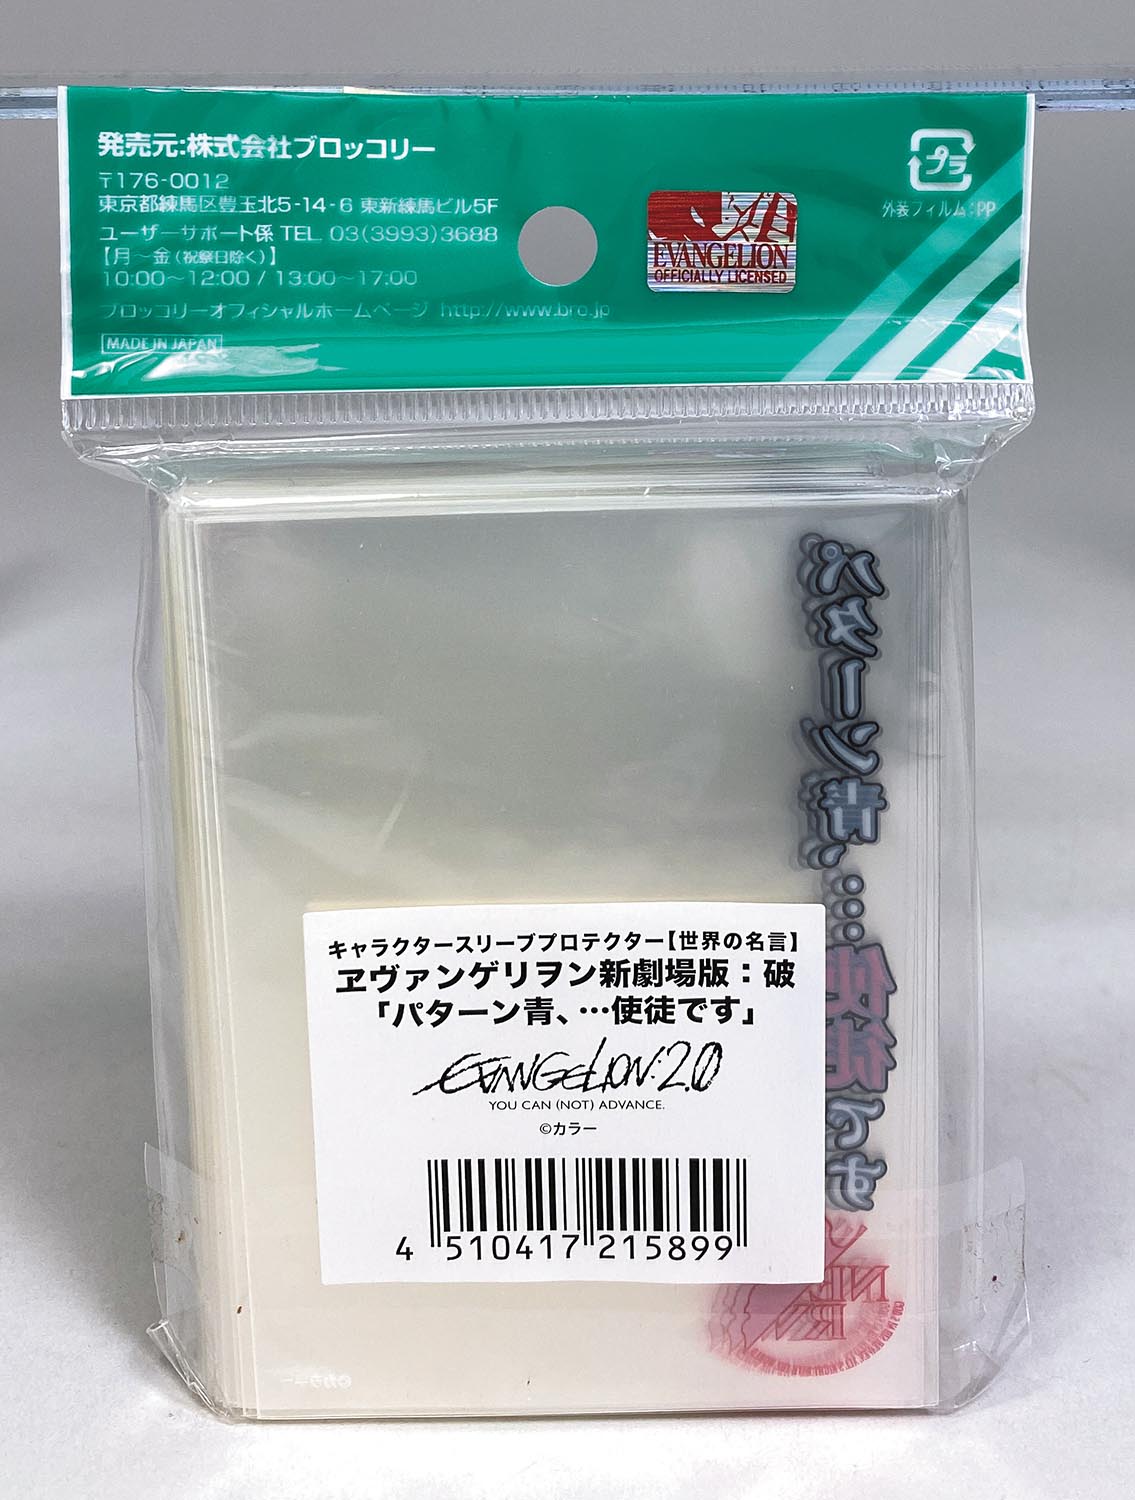 発売元:株式会社ブロッコリー
〒176-0012
東京都練馬区豊玉北5-14-6 東新練馬ビル5F
ユーザーサポート係 TEL 03(3993)3688
【月〜金(祝祭日除く)】
10:00〜12:00 / 13:00〜17:00
ブロッコリーオフィシャルホームページ http://www.bro.jp
MADE IN JAPAN
EVANGELION
OFFICIALLY LICENSED
プラ
外装フィルム:PP
パターン青、…使徒です
キャラクタースリーブプロテクター【世界の名言】
ヱヴァンゲリヲン新劇場版:破
「パターン青、…使徒です」
EVANGELION:2.0
YOU CAN (NOT) ADVANCE.
©カラー
4 510417 215899
NERV
©カラー